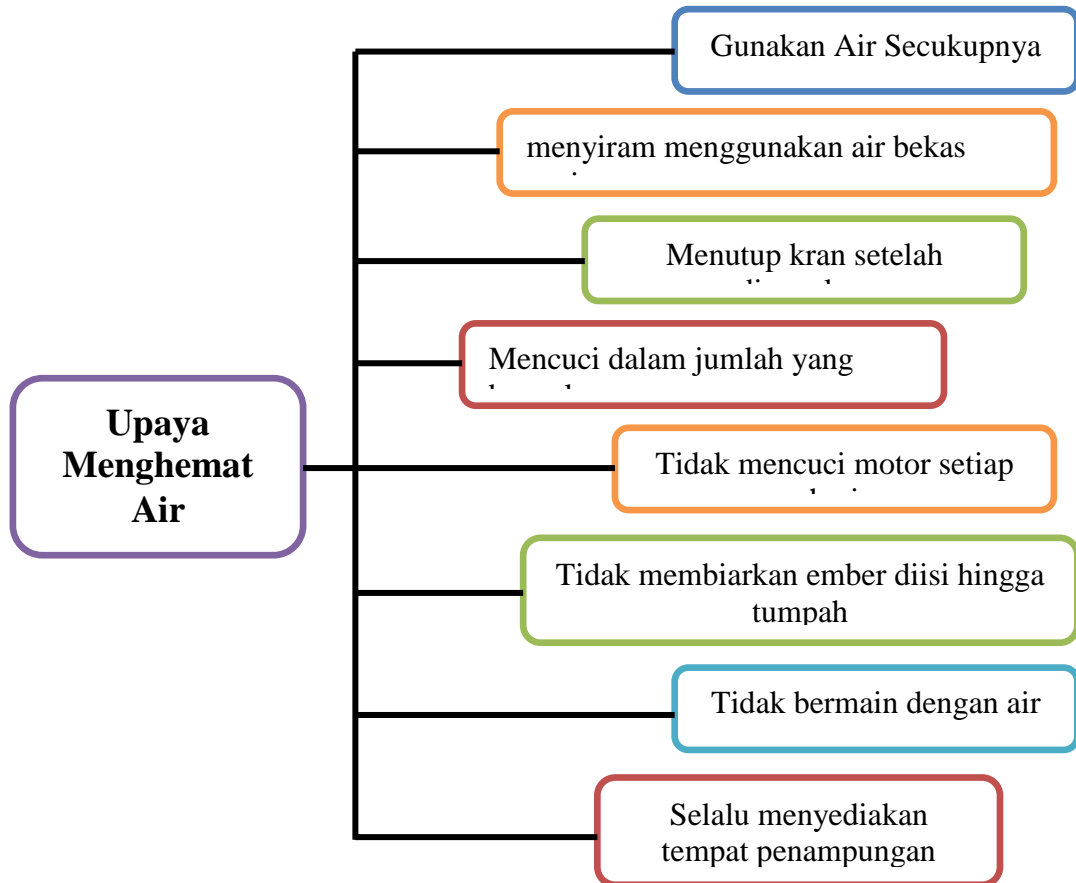 Gunakan Air Secukupnya
menyiram menggunakan air bekas
Menutup kran setelah
Mencuci dalam jumlah yang
Upaya
Menghemat
Air
Tidak mencuci motor setiap
Tidak membiarkan ember diisi hingga
tumpah
Tidak bermain dengan air
Selalu menyediakan
tempat penampungan